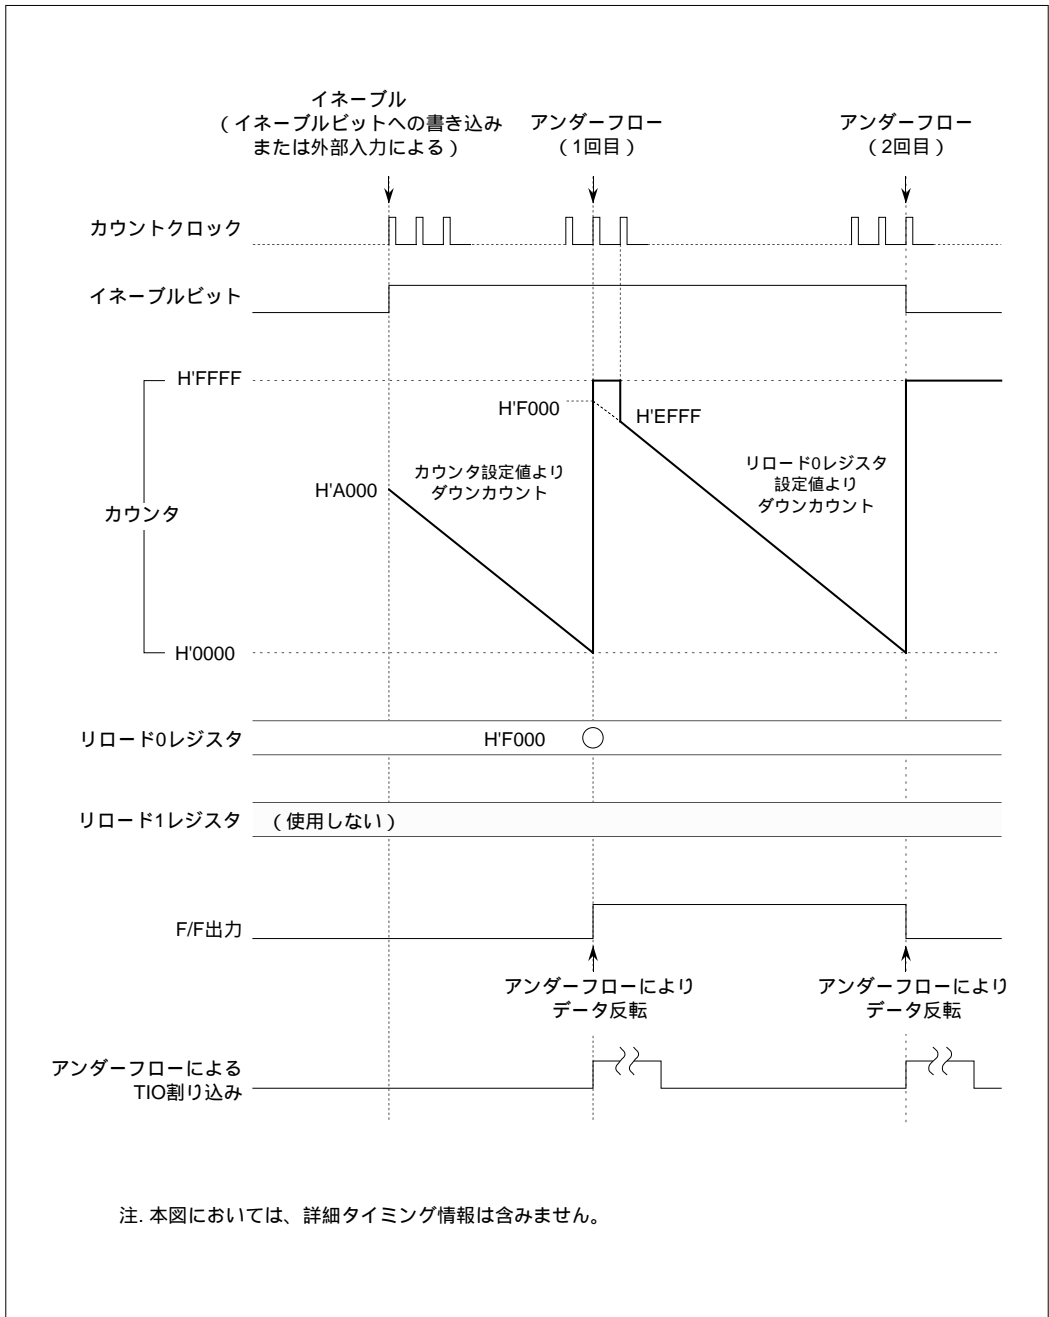 イネーブル
(イネーブルビットへの書き込み
または外部入力による)
アンダーフロー
(1回目)
アンダーフロー
(2回目)
カウントクロック
イネーブルビット
H'FFFF
H'F000
H'EFFF
カウンタ設定値より
ダウンカウント
リロード0レジスタ
設定値より
ダウンカウント
H'A000
カウンタ
H'0000
リロード0レジスタ
H'F000
リロード1レジスタ
(使用しない)
F/F出力
アンダーフローにより
データ反転
アンダーフローにより
データ反転
アンダーフローによる
TIO割り込み
注. 本図においては、詳細タイミング情報は含みません。